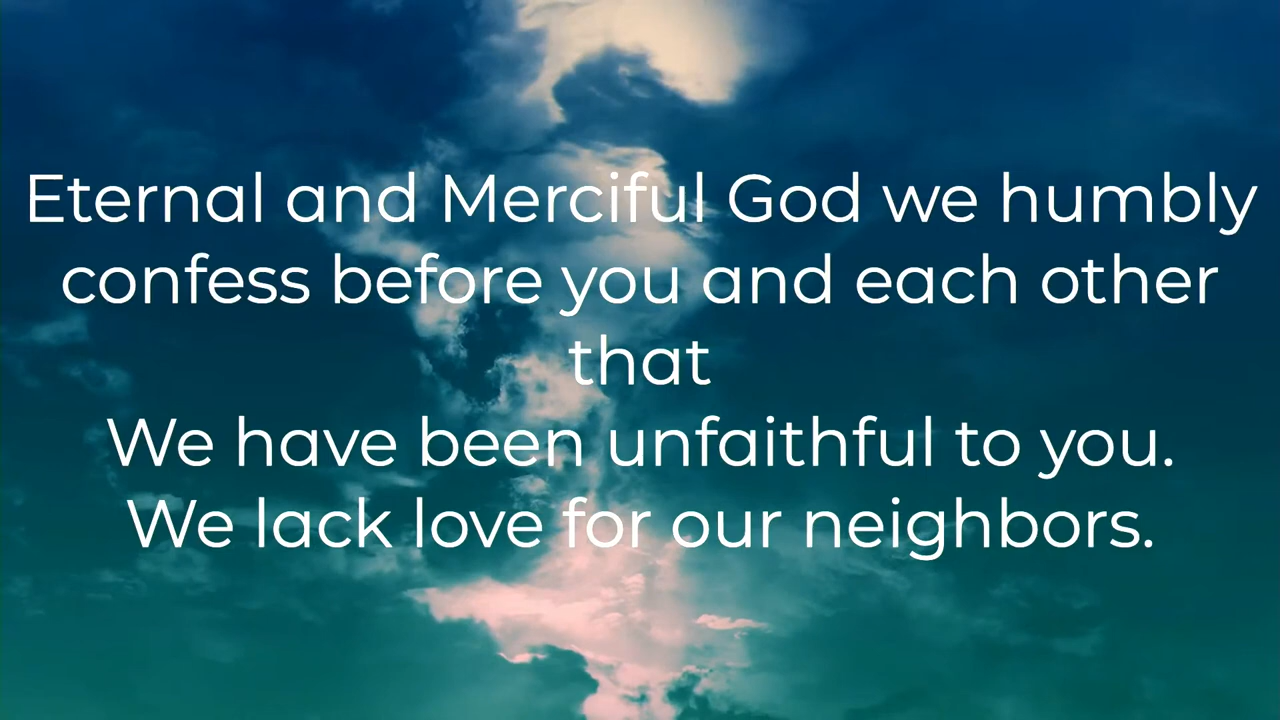 Eternal and Merciful God we humbly
confess before you and each other
that
We have been unfaithful to you.
We lack love for our neighbors.